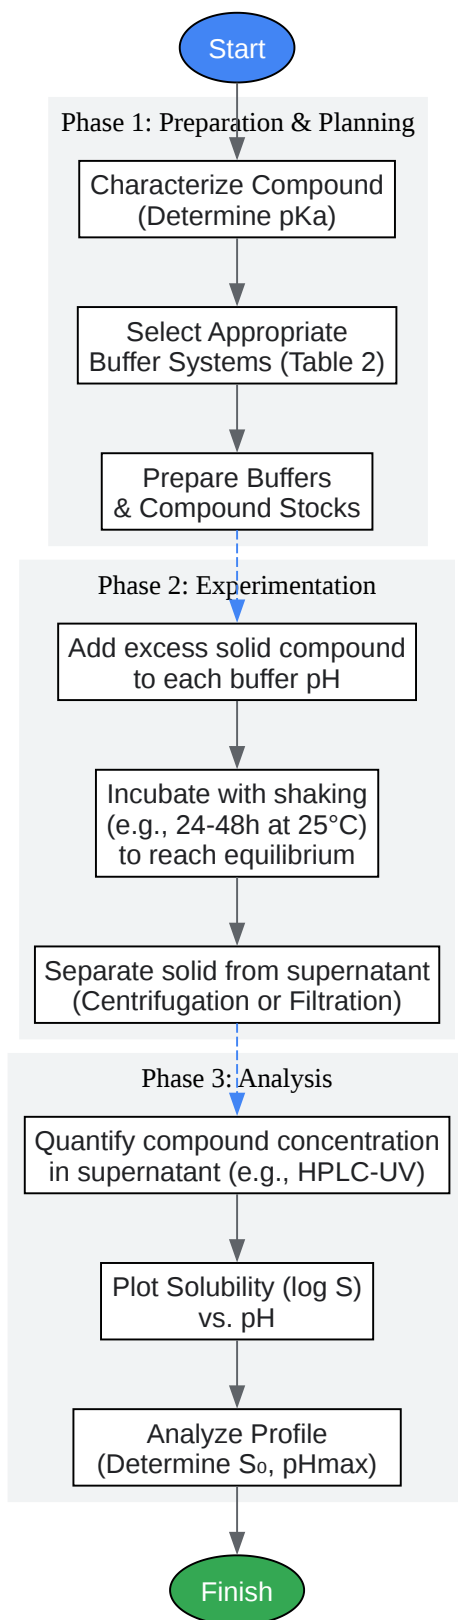 Start
Phase 1: Preparation & Planning
Characterize Compound
(Determine pKa)
Select Appropriate
Buffer Systems (Table 2)
Prepare Buffers
& Compound Stocks
Phase 2: Experimentation
Add excess solid compound
to each buffer pH
Incubate with shaking
(e.g., 24-48h at 25°C)
to reach equilibrium
Separate solid from supernatant
(Centrifugation or Filtration)
Phase 3: Analysis
Quantify compound concentration
in supernatant (e.g., HPLC-UV)
Plot Solubility (log S)
vs. pH
Analyze Profile
(Determine S₀, pHmax)
Finish